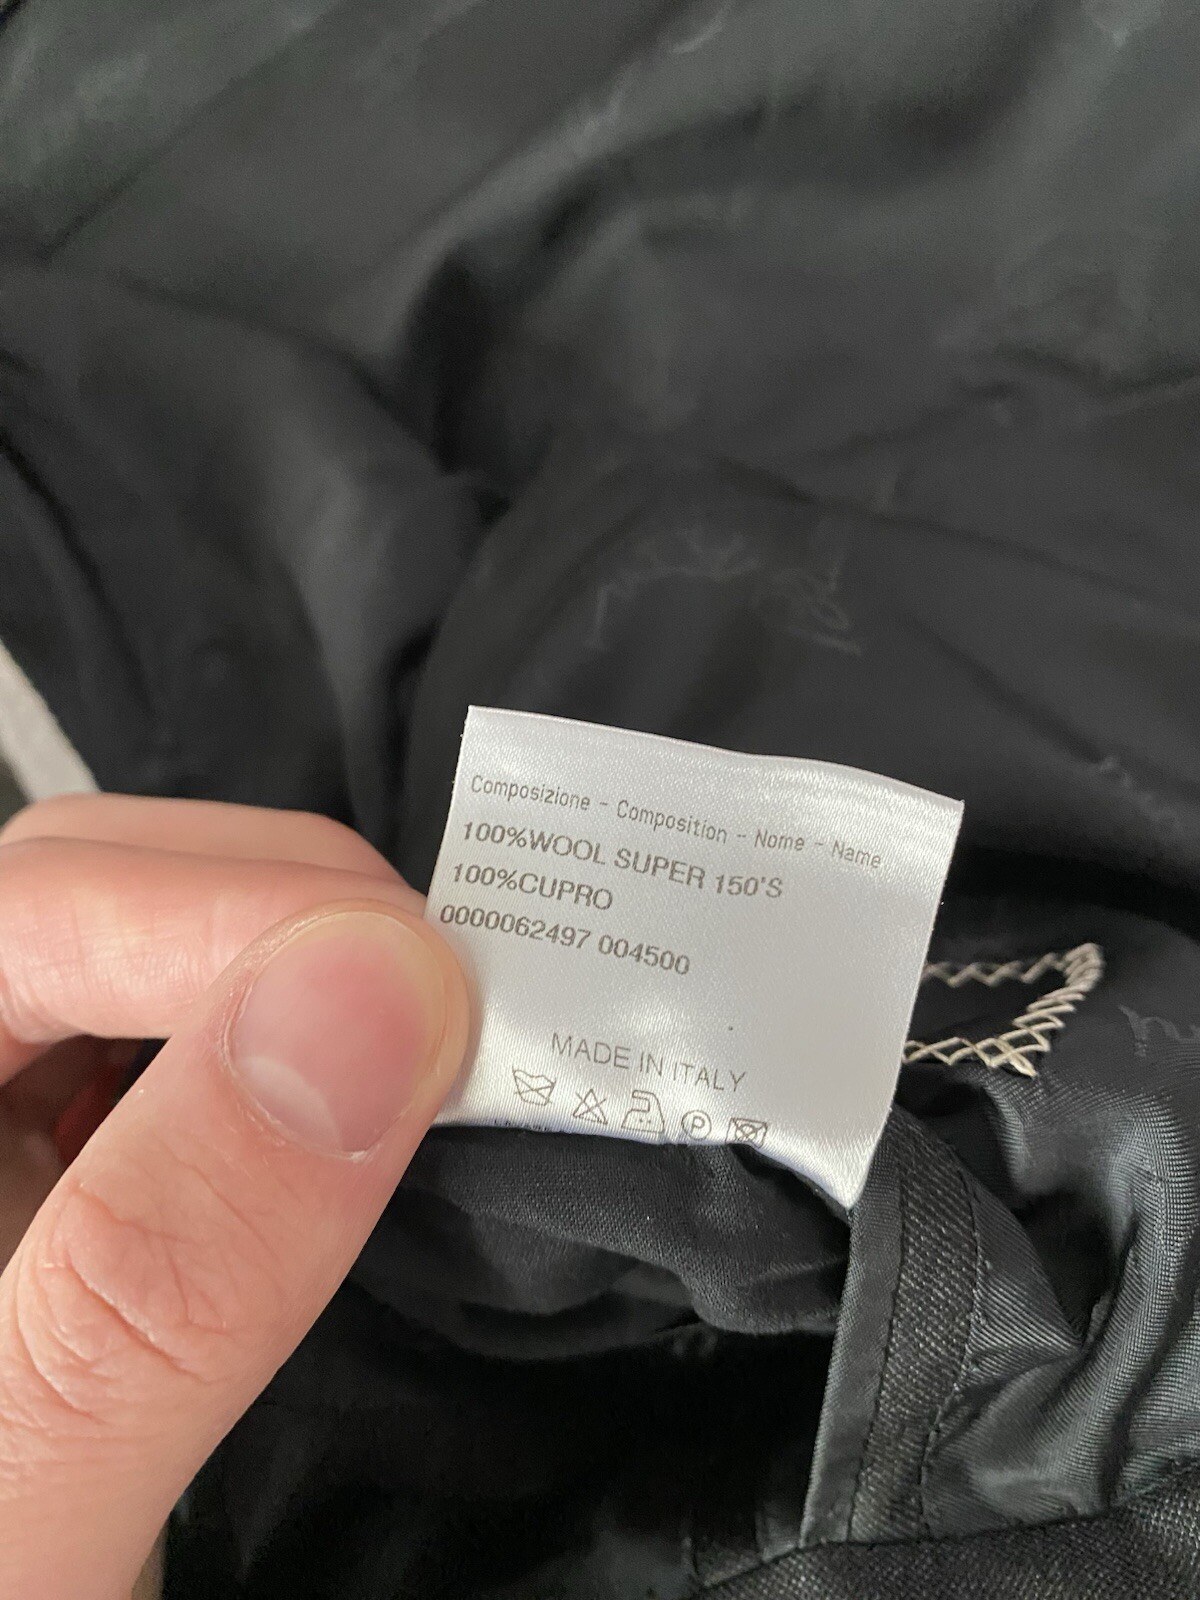 Composizione - Composition - Nome - Name
100%WOOL SUPER 150'S
100%CUPRO
0000062497 004500
MADE IN ITALY
P